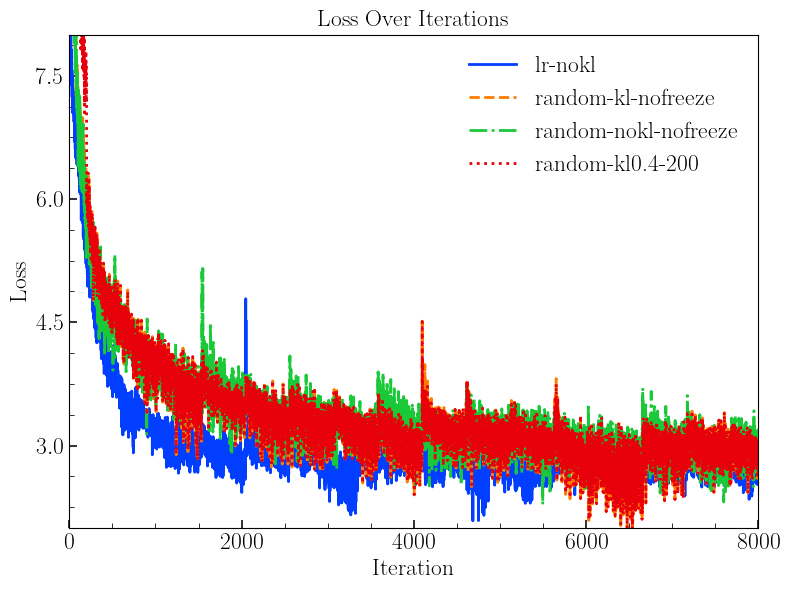 Loss Over Iterations
7.5
6.0
4.5
3.0
Loss
lr-nokl
random-kl-nofreeze
random-nokl-nofreeze
random-kl0.4-200
0 2000 4000 6000 8000
Iteration